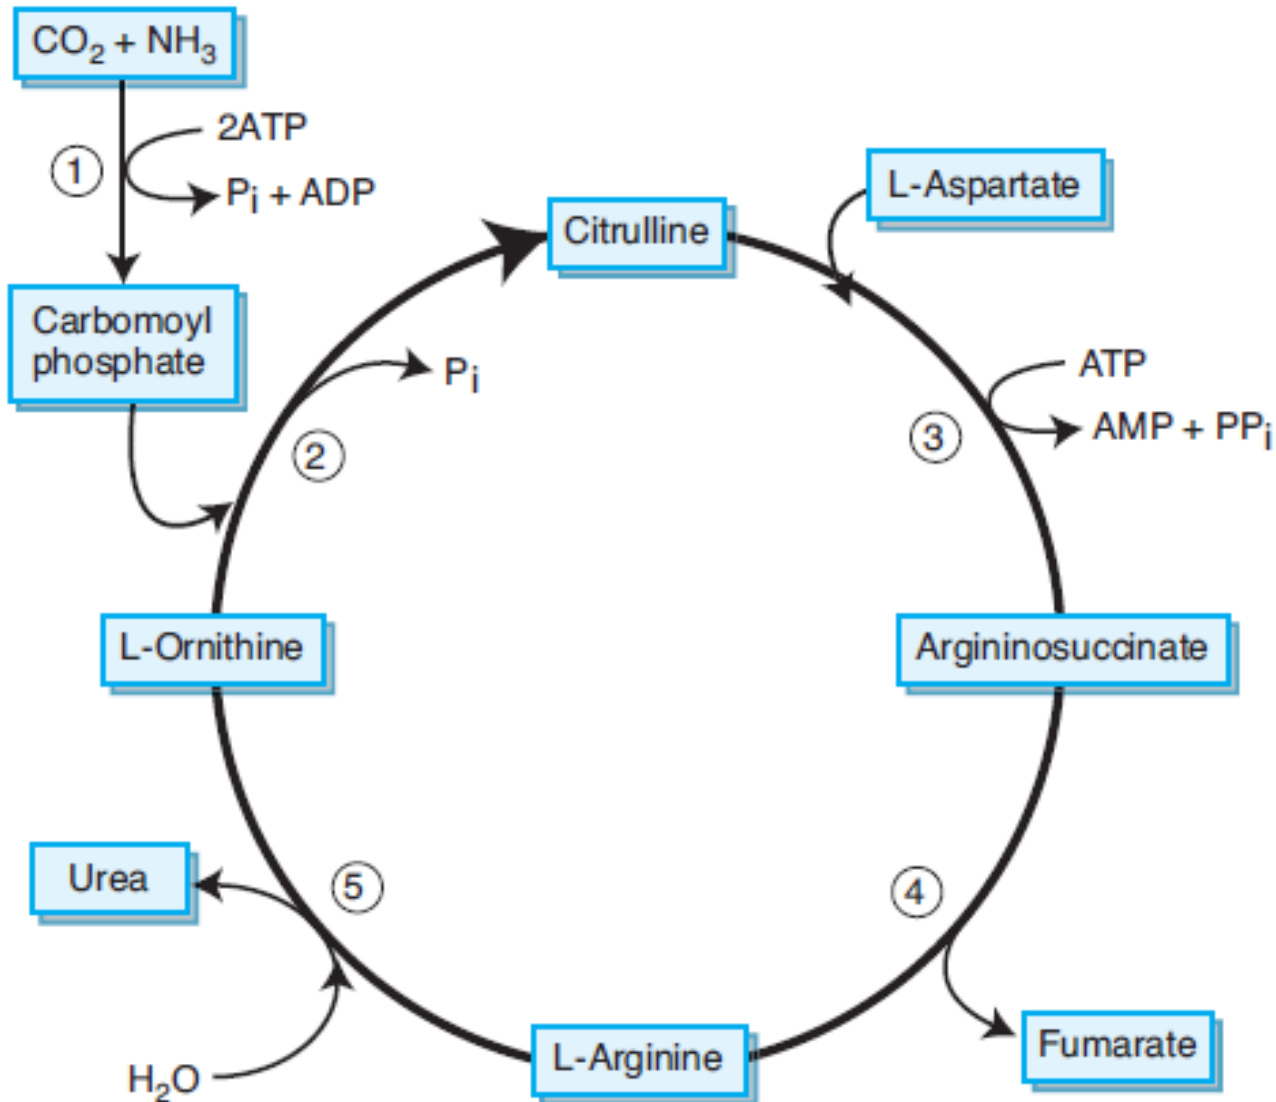 CO₂ + NH₃
2ATP
1
Pi + ADP
L-Aspartate
Citrulline
Carbomoyl
phosphate
Pi
ATP
AMP + PPi
2
3
L-Ornithine
Argininosuccinate
Urea
5
4
L-Arginine
Fumarate
H₂O